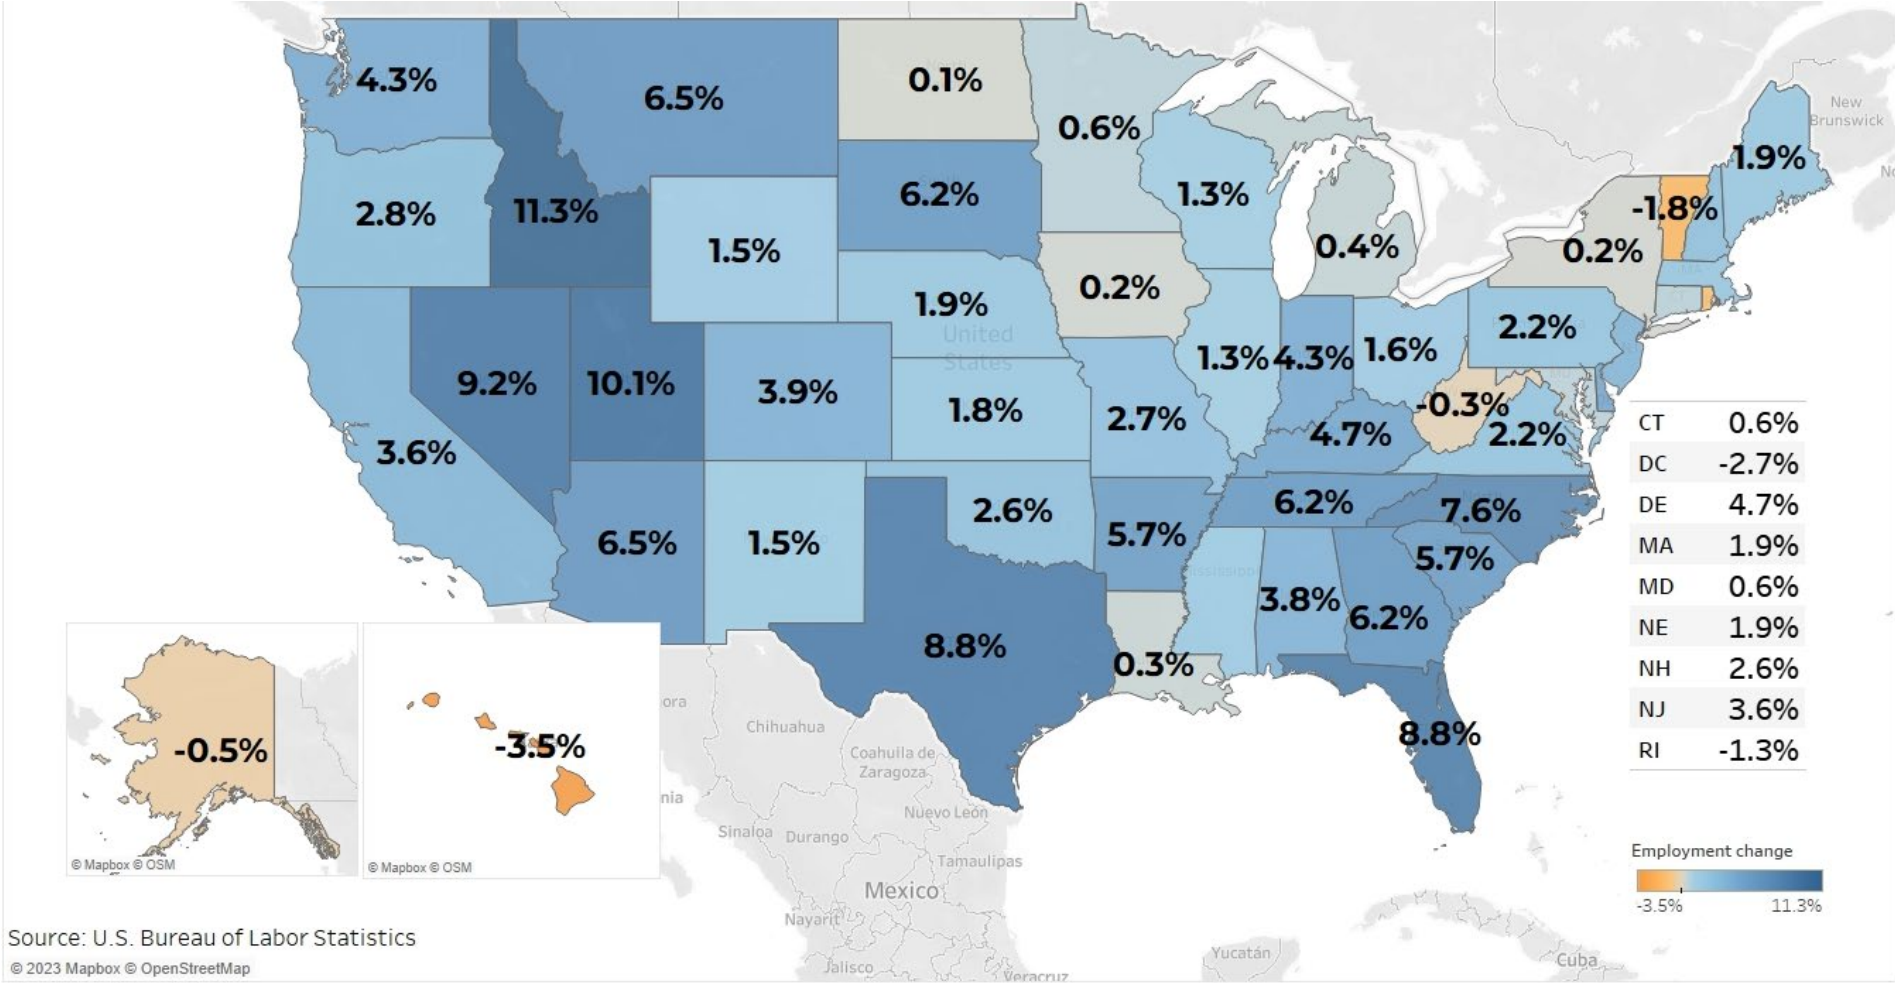 New
Brunswick
4.3%
6.5%
0.1%
0.6%
1.9%
2.8%
11.3%
6.2%
1.3%
-1.8%
1.5%
0.4%
0.2%
0.2%
1.9%
United
States
9.2%
10.1%
3.9%
1.3%
4.3%
1.6%
2.2%
MA
CT
MD
1.8%
2.7%
-0.3%
4.7%
2.2%
3.6%
6.5%
1.5%
2.6%
5.7%
6.2%
7.6%
5.7%
Mississippi
3.8%
6.2%
8.8%
0.3%
8.8%
CT 0.6%
DC -2.7%
DE 4.7%
MA 1.9%
MD 0.6%
NE 1.9%
NH 2.6%
NJ 3.6%
RI -1.3%
-0.5%
© Mapbox © OSM
-3.5%
© Mapbox © OSM
ora
nia
Chihuahua
Coahuila de
Zaragoza
Nuevo León
Sinaloa
Durango
Tamaulipas
Mexico
Nayarit
Jalisco
Veracruz
Yucatán
Cuba
Employment change
-3.5% 11.3%
Source: U.S. Bureau of Labor Statistics
© 2023 Mapbox © OpenStreetMap